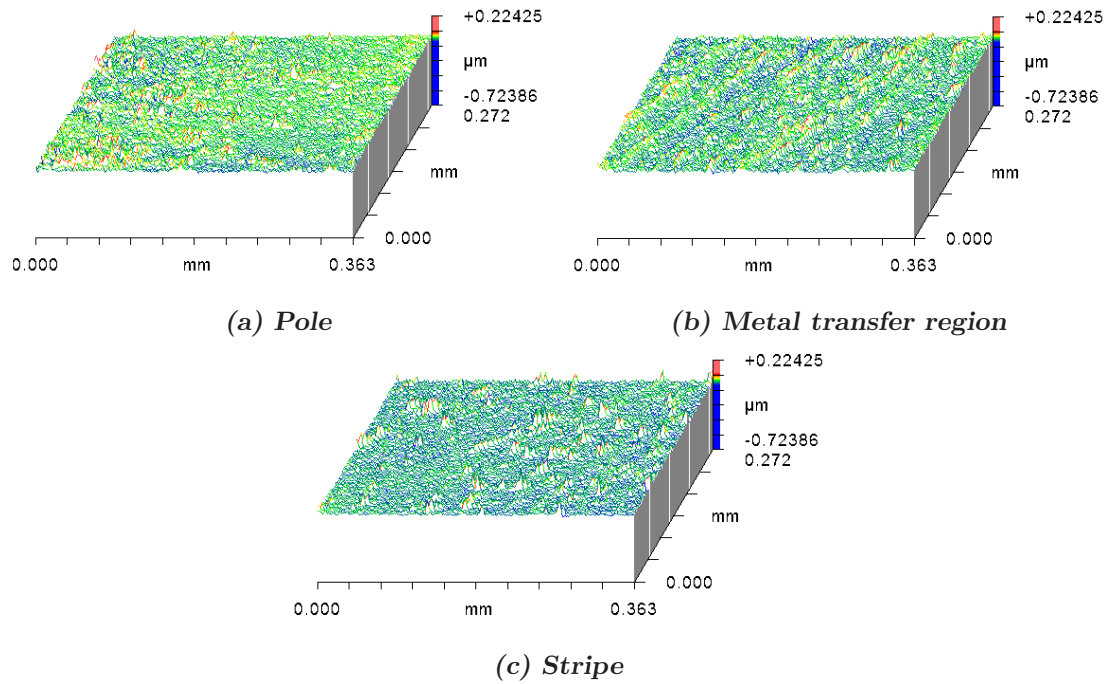 +0.22425
µm
-0.72386
0.272
mm
0.000
0.000 mm 0.363
(a) Pole
+0.22425
µm
-0.72386
0.272
mm
0.000
0.000 mm 0.363
(b) Metal transfer region
+0.22425
µm
-0.72386
0.272
mm
0.000
0.000 mm 0.363
(c) Stripe